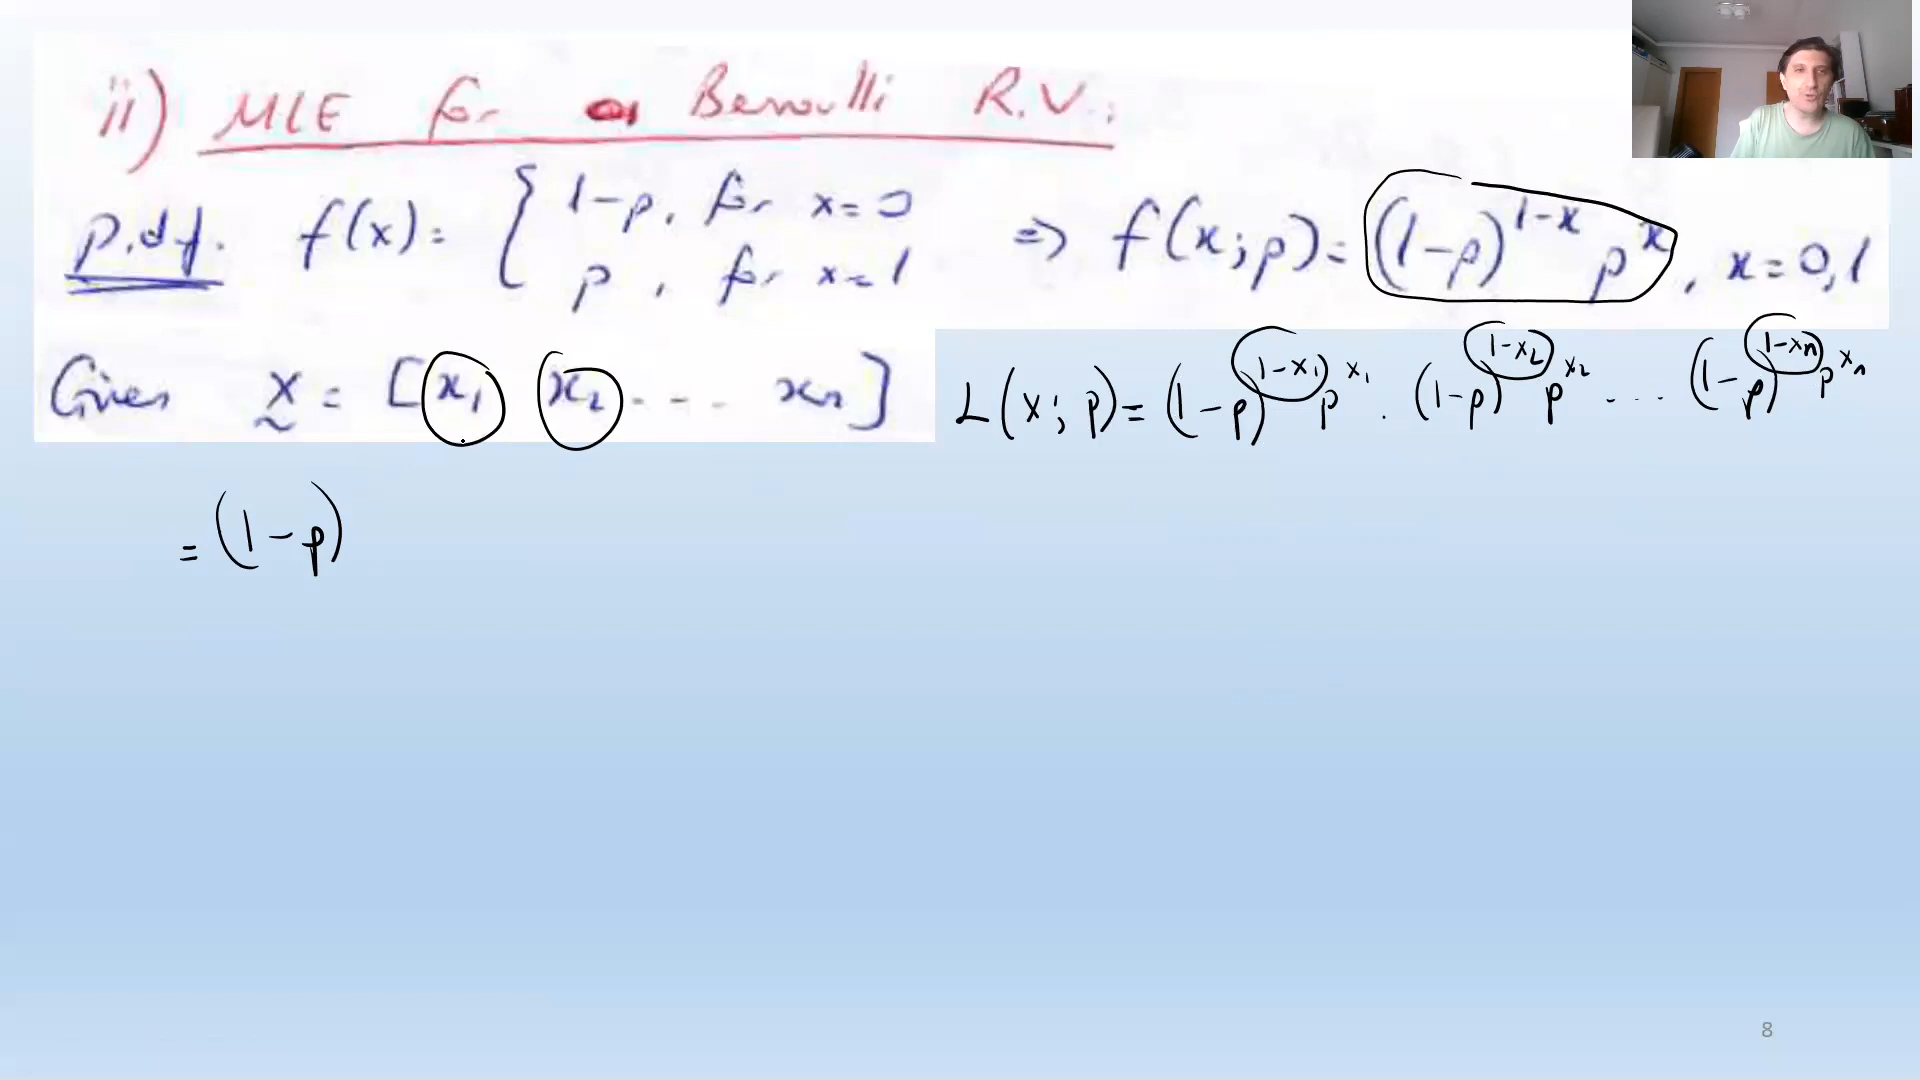 ii) MLE for a Bernoulli R.V.:
p.d.f. f(x) = { 1-p, for x=0 ; p, for x=1 => f(x;p) = (1-p)^{1-x} p^x, x=0,1
Given X = [x₁ x₂ ... xₙ] L(x; p) = (1-p)^{1-x₁} p^{x₁} . (1-p)^{1-x₂} p^{x₂} .... (1-p)^{1-xₙ} p^{xₙ}
= (1-p)
8